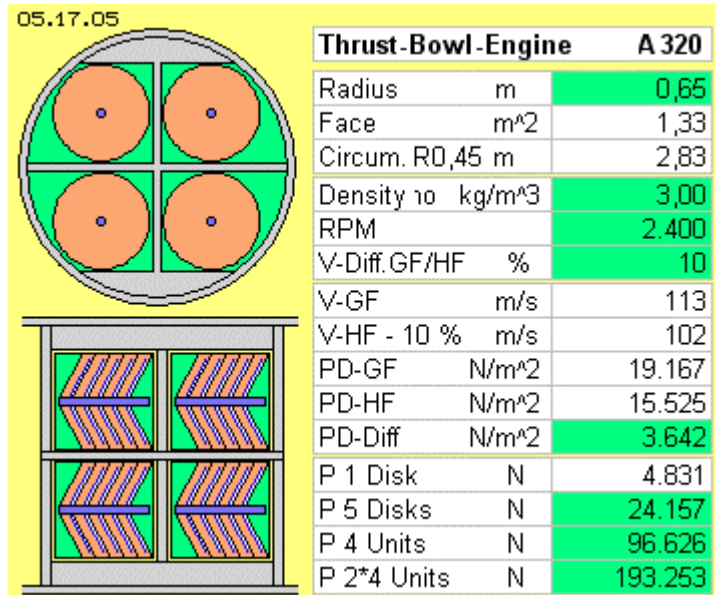 05.17.05
Thrust-Bowl-Engine A 320
Radius m 0,65
Face m^2 1,33
Circum. R0,45 m 2,83
Density kg/m^3 3,00
RPM 2.400
V-Diff.GF/HF % 10
V-GF m/s 113
V-HF - 10 % m/s 102
PD-GF N/m^2 19.167
PD-HF N/m^2 15.525
PD-Diff N/m^2 3.642
P 1 Disk N 4.831
P 5 Disks N 24.157
P 4 Units N 96.626
P 2*4 Units N 193.253